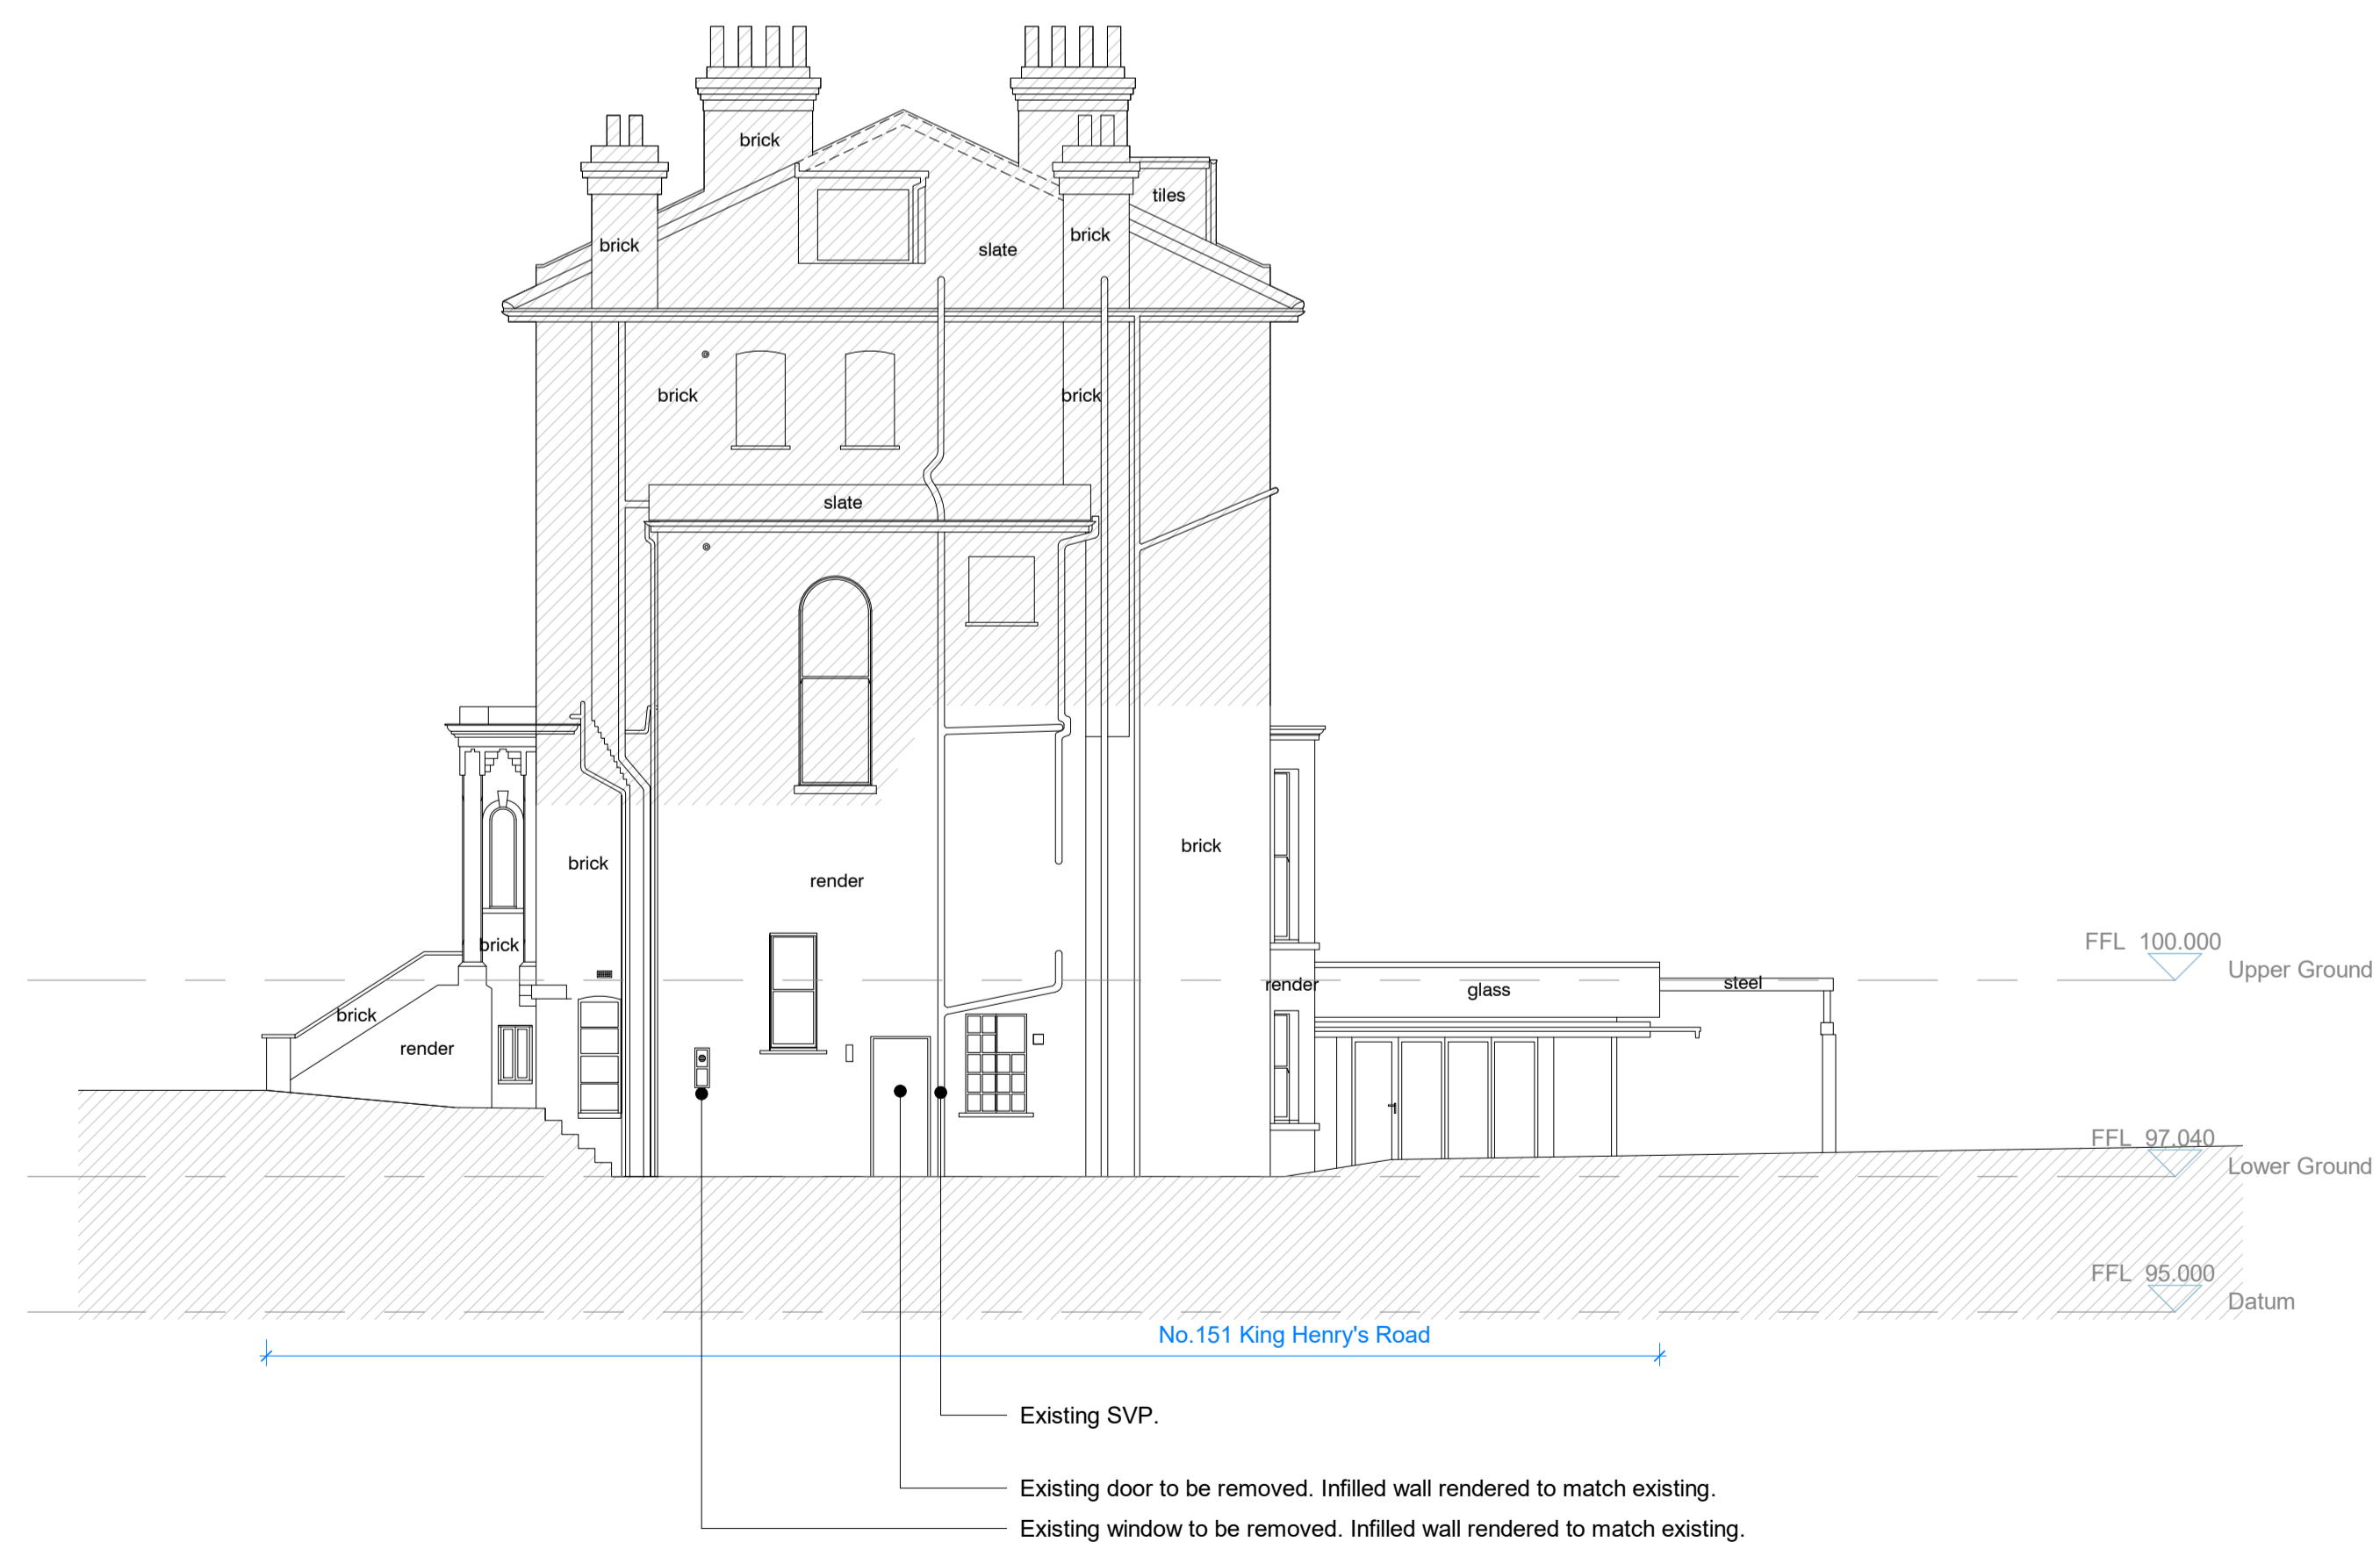 brick
tiles
brick
brick
slate
brick
brick
slate
brick
brick
render
brick
FFL 100.000
Upper Ground
render
glass
steel
brick
render
FFL 97.040
Lower Ground
FFL 95.000
Datum
No.151 King Henry's Road
Existing SVP.
Existing door to be removed. Infilled wall rendered to match existing.
Existing window to be removed. Infilled wall rendered to match existing.